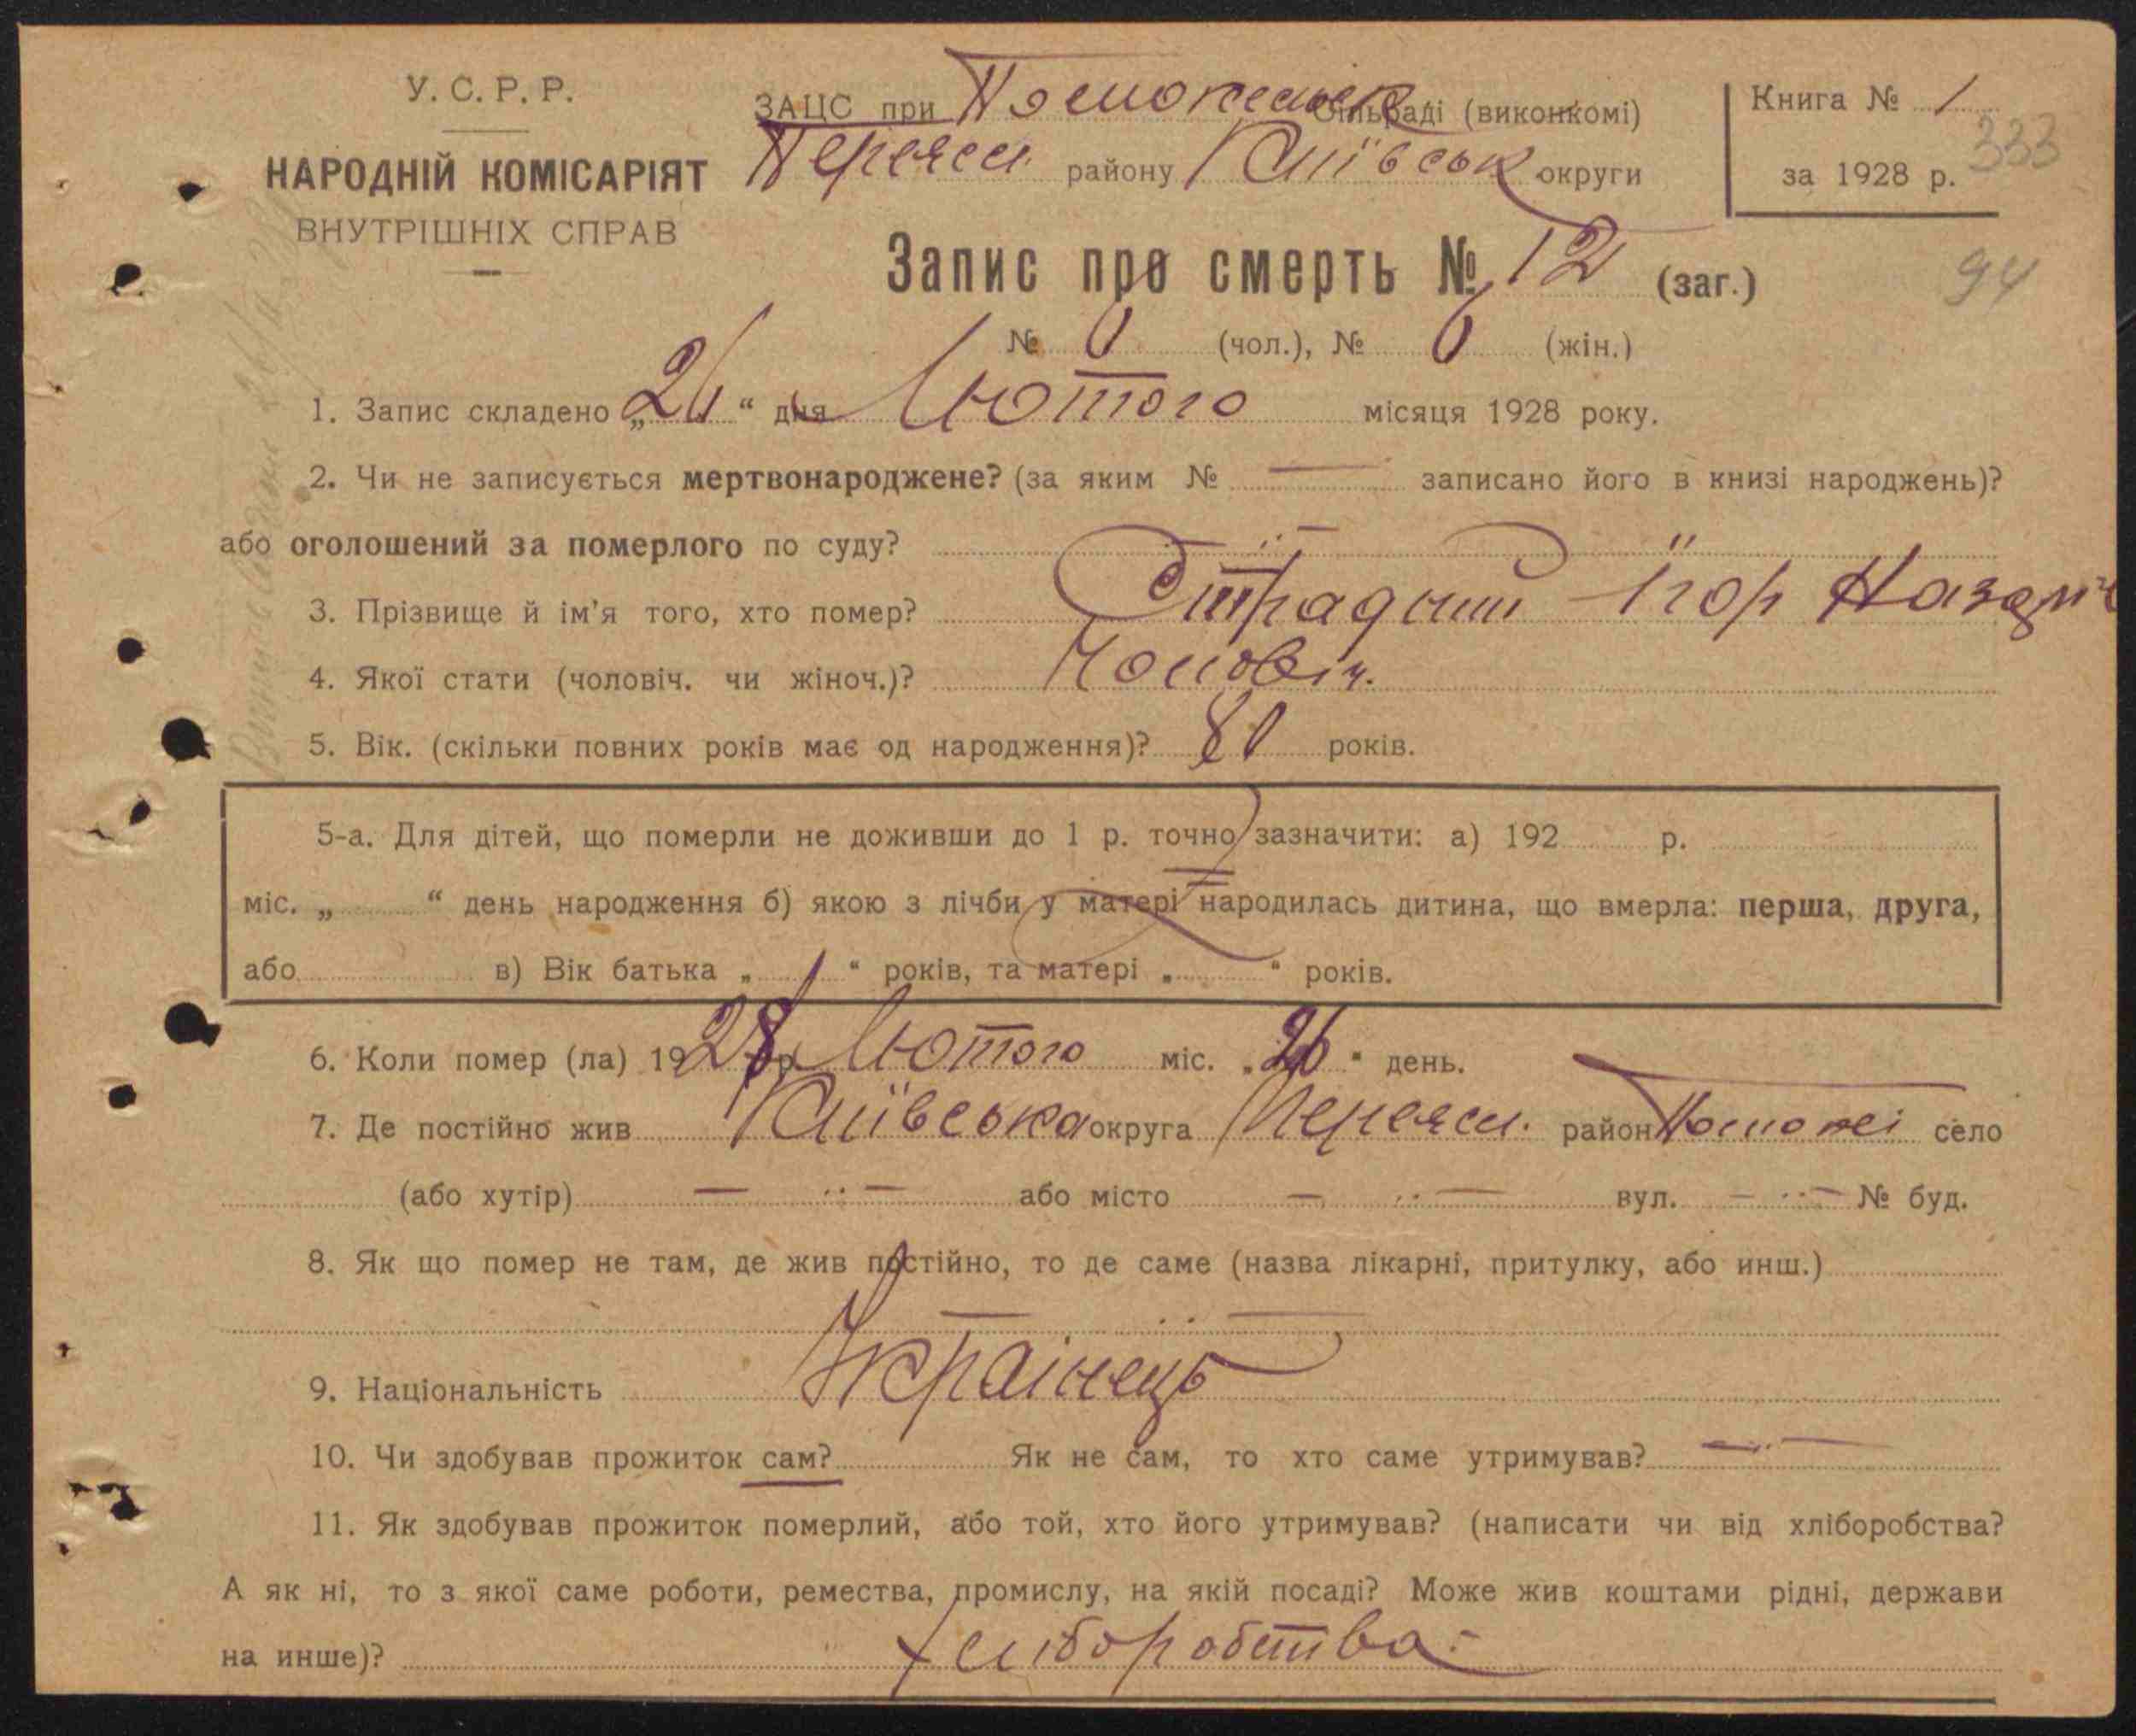 У. С. Р. Р.
НАРОДНІЙ КОМІСАРІЯТ
ВНУТРІШНІХ СПРАВ
ЗАЦС при сільраді (виконкомі)
Переясл. району Київськ округи
Книга № 1
за 1928 р.
333
Запис про смерть № 12 (заг.)
94
№ 6 (чол.), № 6 (жін.)
1. Запис складено „26“ дня Лютого місяця 1928 року.
2. Чи не записується мертвонароджене? (за яким № — записано його в книзі народжень)?
або оголошений за померлого по суду?
3. Прізвище й ім'я того, хто помер?
4. Якої стати (чоловіч. чи жіноч.)? Чоловіч.
5. Вік. (скільки повних років має од народження)? 80 років.
5-а. Для дітей, що померли не доживши до 1 р. точно зазначити: а) 192 р.
міс. „ “ день народження б) якою з лічби у матері народилась дитина, що вмерла: перша, друга,
або в) Вік батька „ “ років, та матері „ “ років.
6. Коли помер (ла) 1928 р. Лютого міс. „26“ день.
7. Де постійно жив Київська округа Переясл. район село
(або хутір) — ·· — або місто — ·· — вул. — ·· — № буд.
8. Як що помер не там, де жив постійно, то де саме (назва лікарні, притулку, або инш.)
— ·· —
9. Національність Українець
10. Чи здобував прожиток сам? Як не сам, то хто саме утримував? — ·· —
11. Як здобував прожиток померлий, або той, хто його утримував? (написати чи від хліборобства?
А як ні, то з якої саме роботи, ремества, промислу, на якій посаді? Може жив коштами рідні, держави
на инше)? Хліборобства